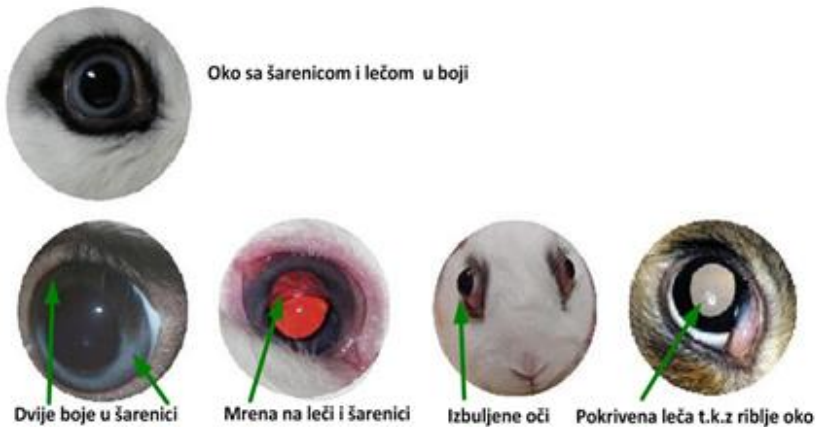 Oko sa šarenicom i lečom u boji
Dvije boje u šarenici
Mrena na leči i šarenici
Izbuljene oči
Pokrivena leča t.k.z riblje oko